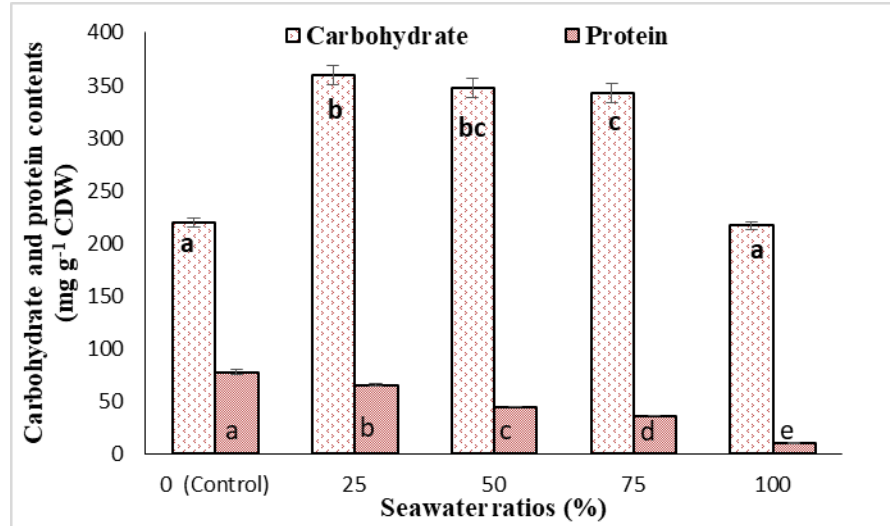 Carbohydrate and protein contents
(mg g⁻¹ CDW)
400
350
300
250
200
150
100
50
0
Carbohydrate Protein
a
b
bc
c
a
a
b
c
d
e
0 (Control) 25 50 75 100
Seawater ratios (%)